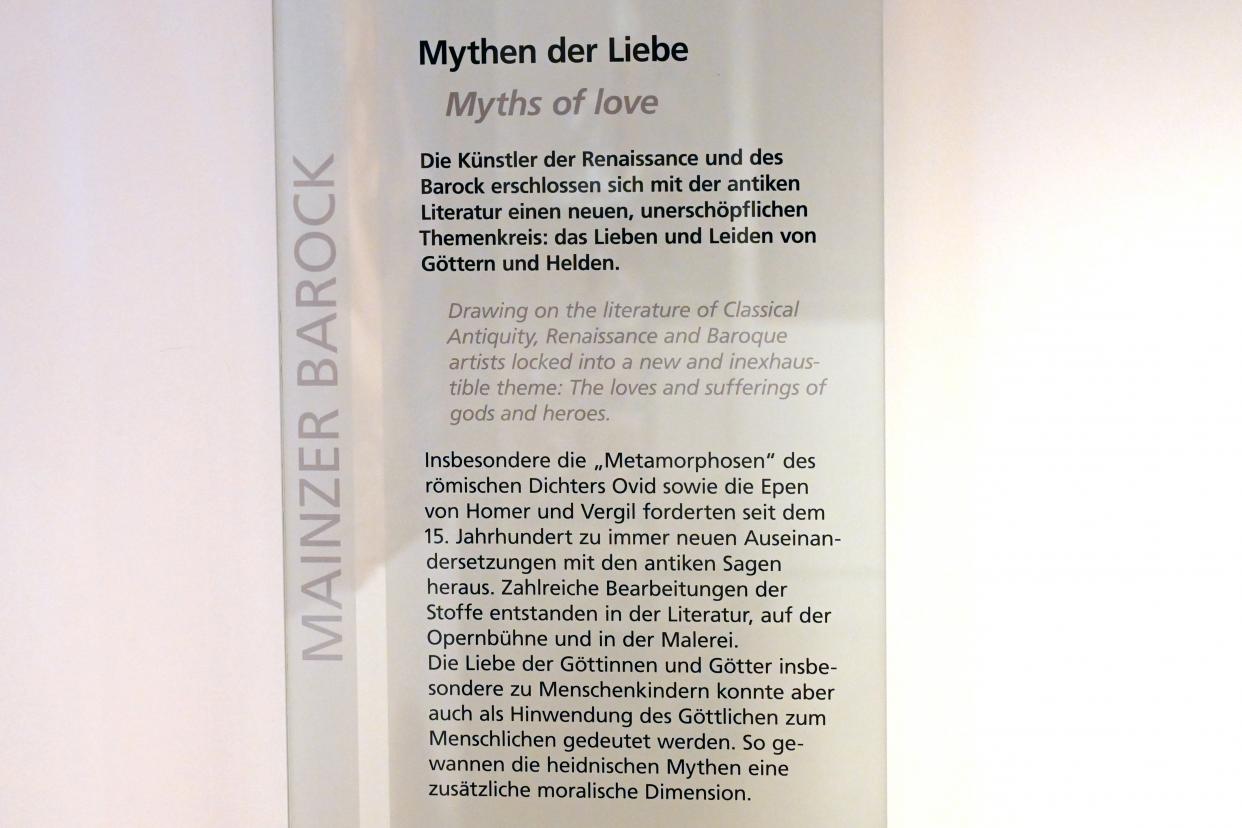 MAINZER BAROCK
Mythen der Liebe
Myths of love
Die Künstler der Renaissance und des
Barock erschlossen sich mit der antiken
Literatur einen neuen, unerschöpflichen
Themenkreis: das Lieben und Leiden von
Göttern und Helden.
Drawing on the literature of Classical
Antiquity, Renaissance and Baroque
artists locked into a new and inexhaus-
tible theme: The loves and sufferings of
gods and heroes.
Insbesondere die „Metamorphosen“ des
römischen Dichters Ovid sowie die Epen
von Homer und Vergil forderten seit dem
15. Jahrhundert zu immer neuen Auseinan-
dersetzungen mit den antiken Sagen
heraus. Zahlreiche Bearbeitungen der
Stoffe entstanden in der Literatur, auf der
Opernbühne und in der Malerei.
Die Liebe der Göttinnen und Götter insbe-
sondere zu Menschenkindern konnte aber
auch als Hinwendung des Göttlichen zum
Menschlichen gedeutet werden. So ge-
wannen die heidnischen Mythen eine
zusätzliche moralische Dimension.